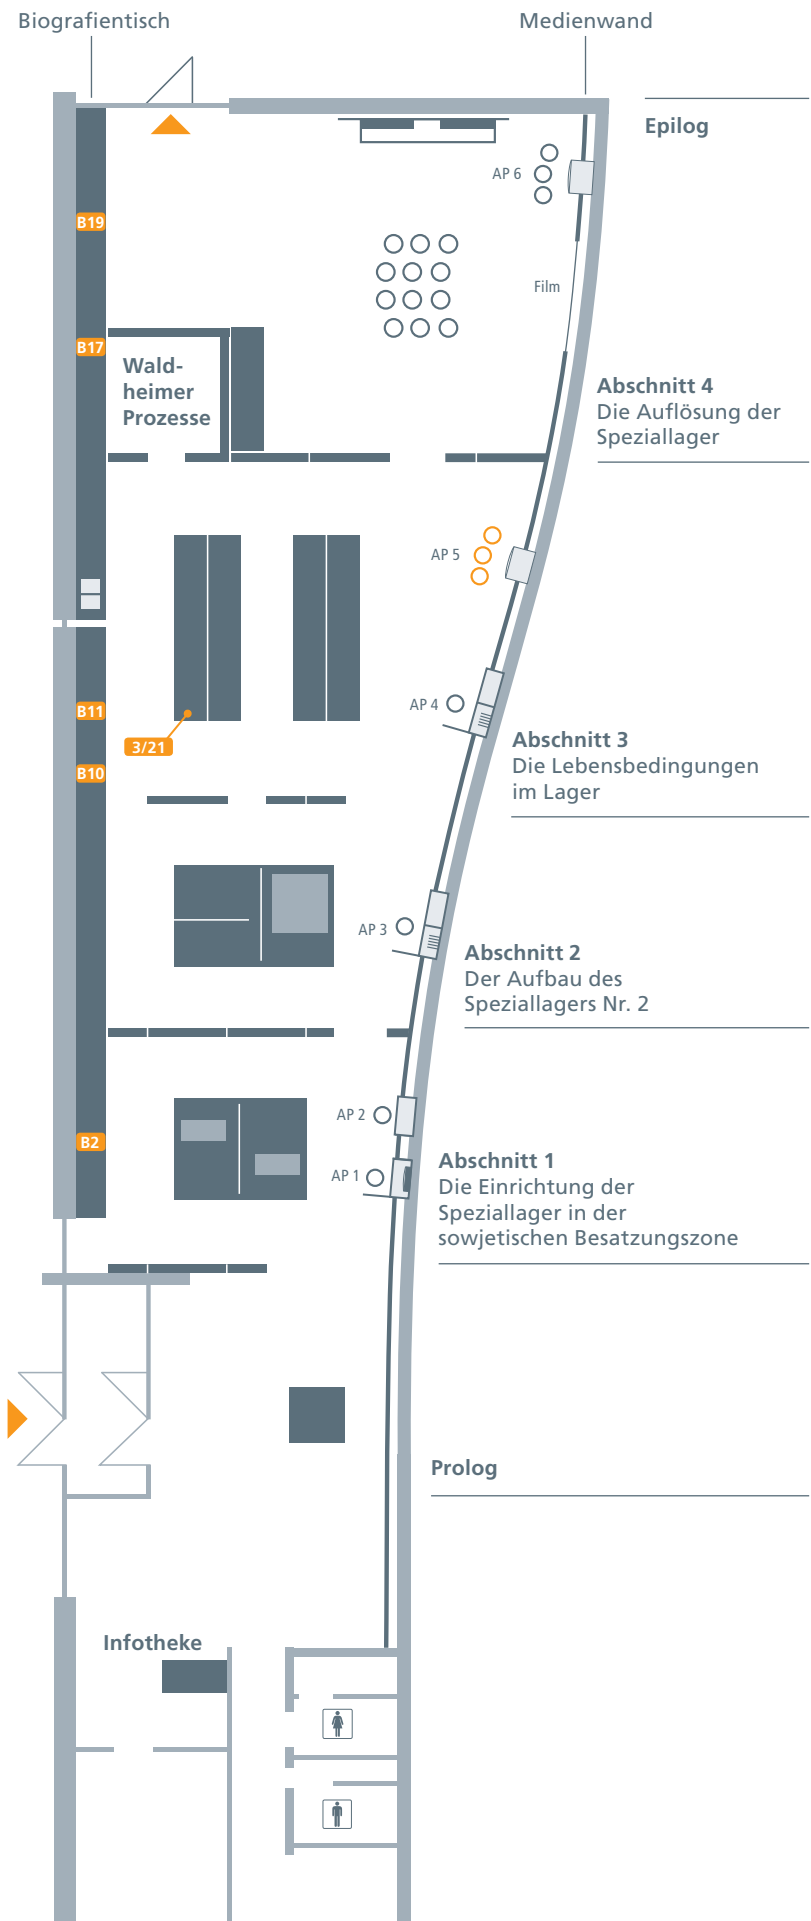 Biografientisch
Medienwand
Epilog
AP 6
B19
Film
B17
Wald-
heimer
Prozesse
Abschnitt 4
Die Auflösung der
Speziallager
AP 5
AP 4
B11
3/21
B10
Abschnitt 3
Die Lebensbedingungen
im Lager
AP 3
Abschnitt 2
Der Aufbau des
Speziallagers Nr. 2
AP 2
B2
AP 1
Abschnitt 1
Die Einrichtung der
Speziallager in der
sowjetischen Besatzungszone
Prolog
Infotheke